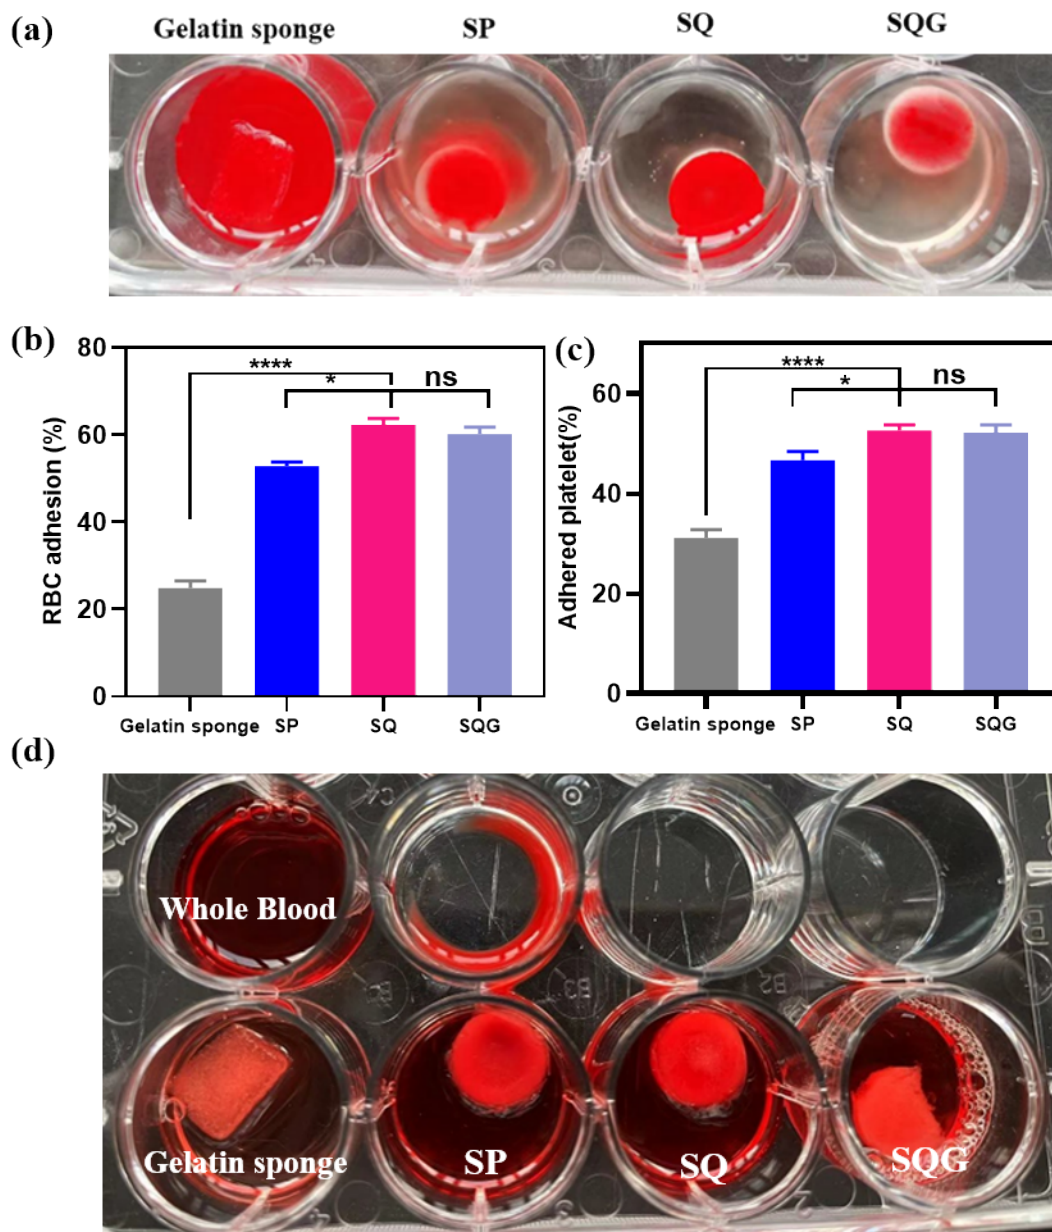 (a)
Gelatin sponge SP SQ SQG
(b)
80
60
40
20
0
RBC adhesion (%)
****
*
ns
Gelatin sponge SP SQ SQG
(c)
60
40
20
0
Adhered platelet(%)
****
*
ns
Gelatin sponge SP SQ SQG
(d)
Whole Blood
Gelatin sponge SP SQ SQG